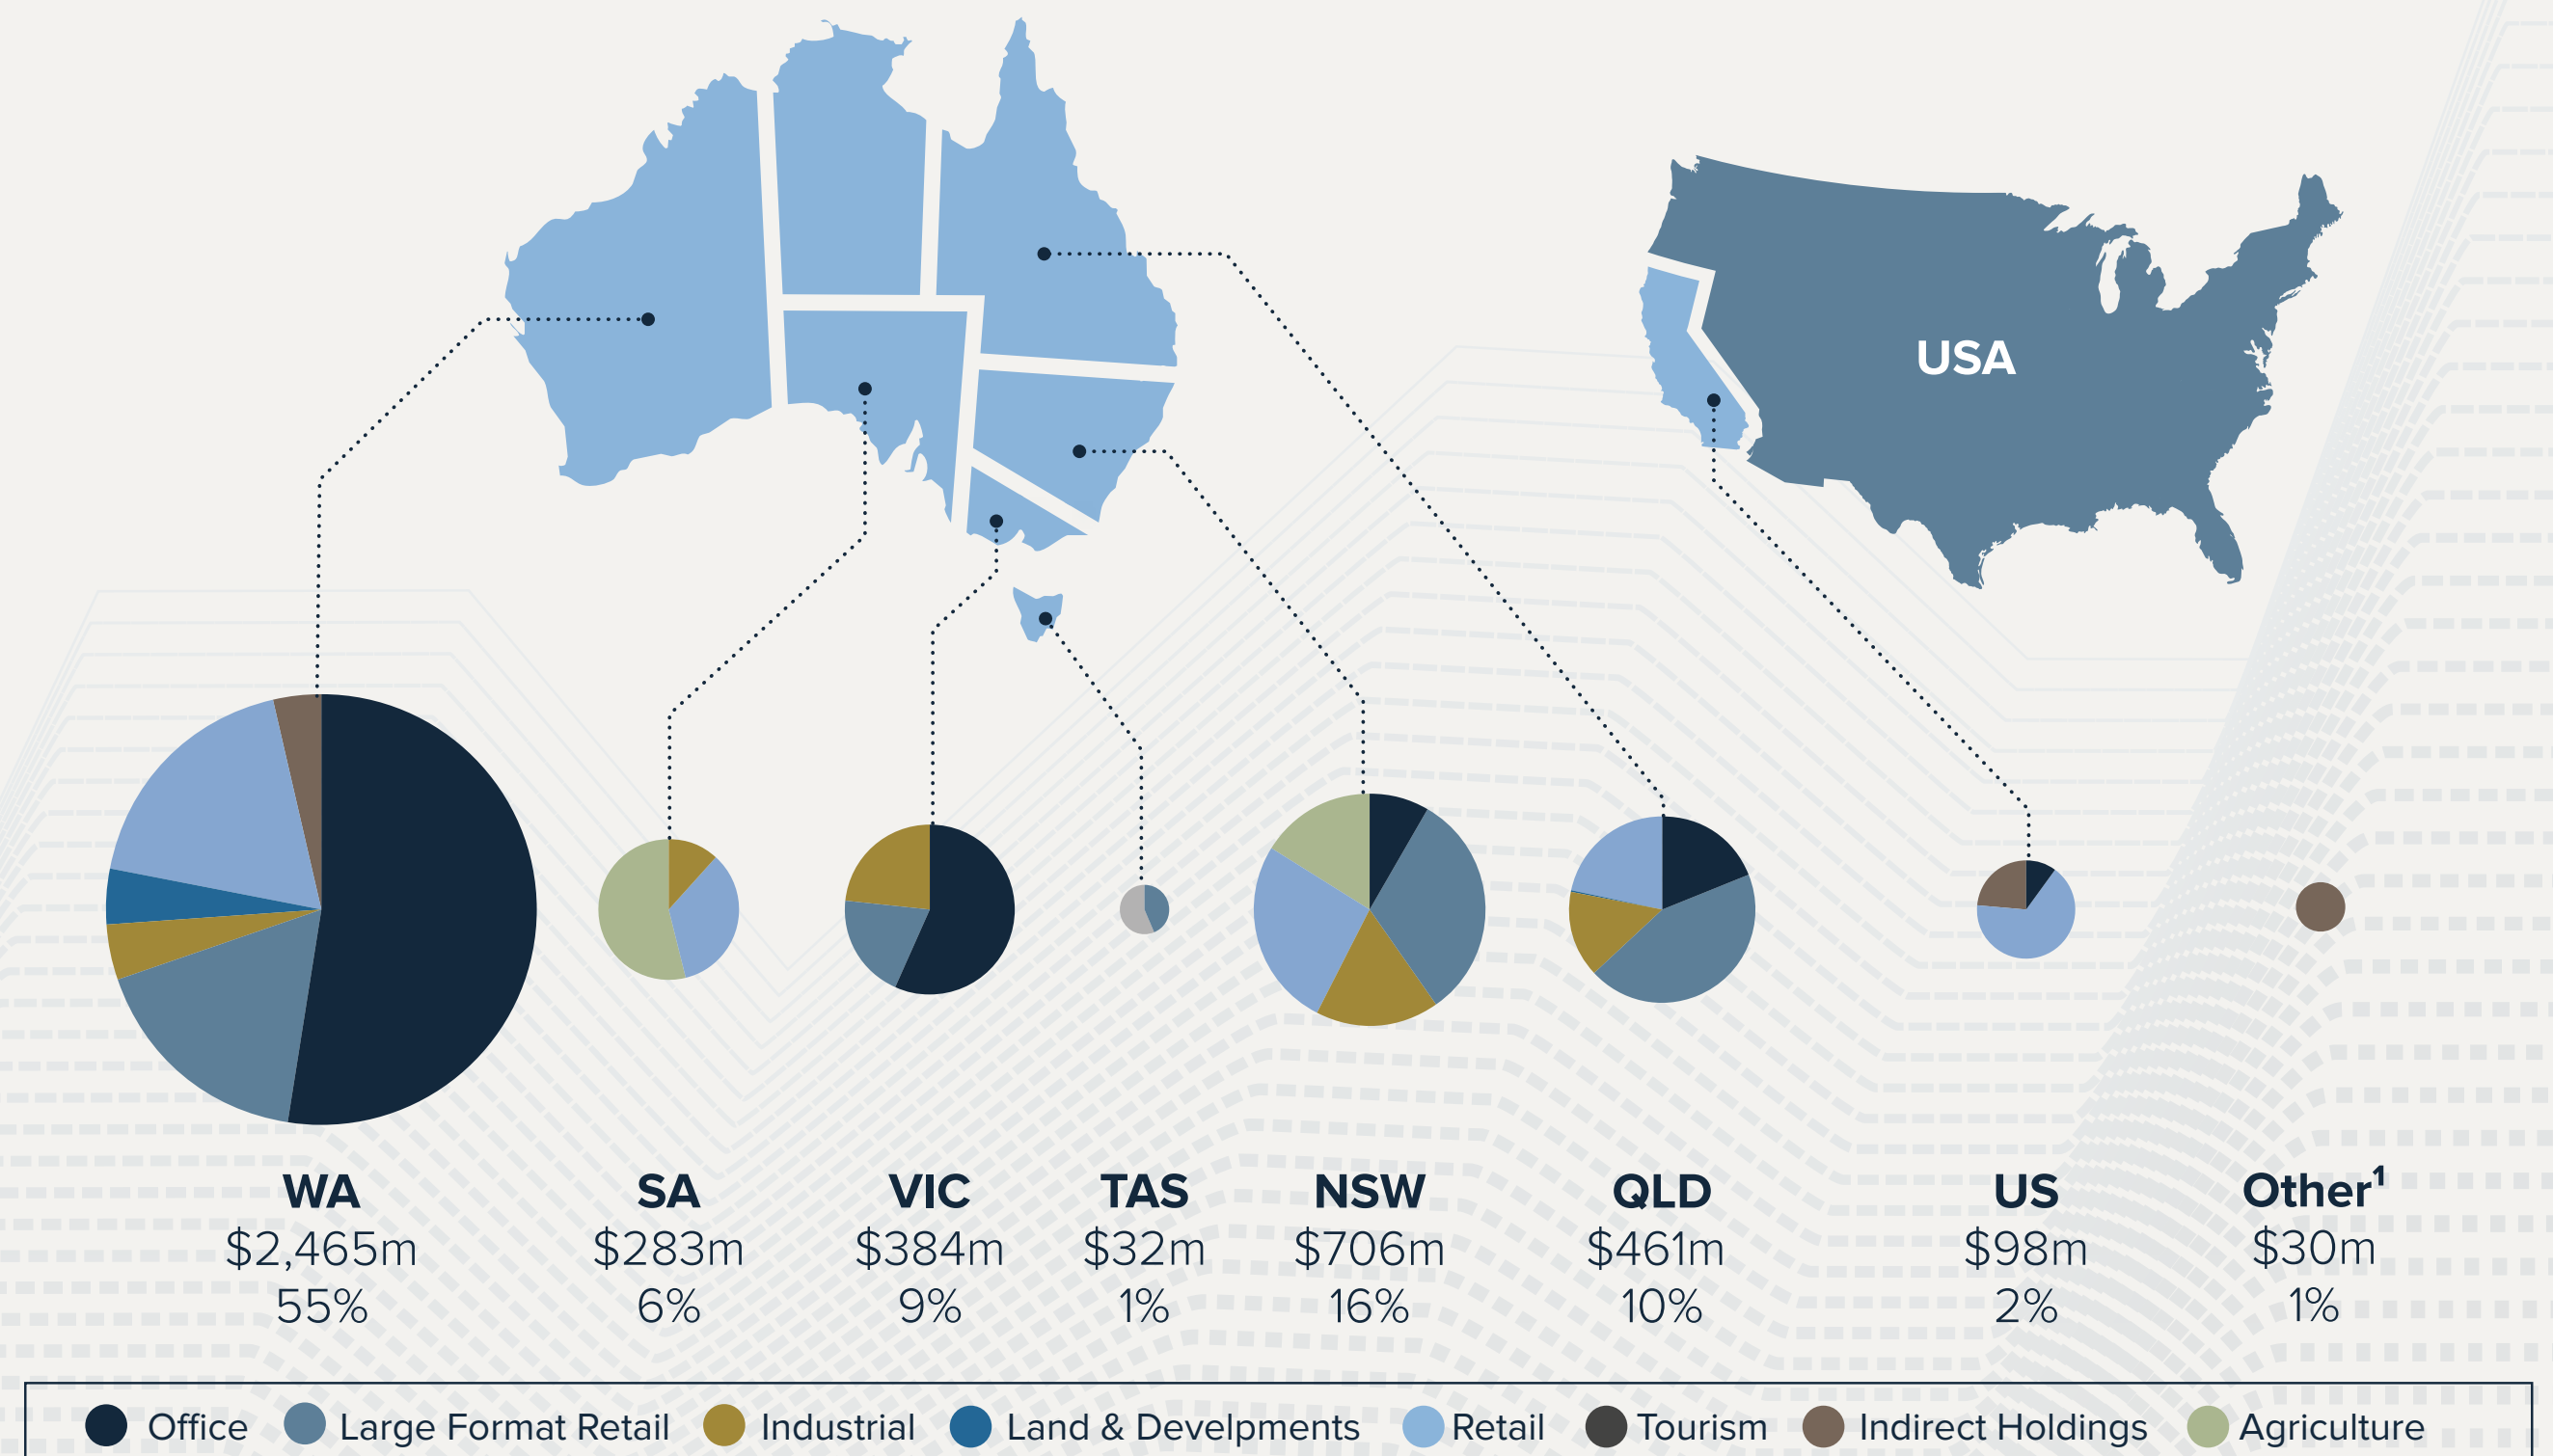 USA
WA
$2,465m
55%
SA
$283m
6%
VIC
$384m
9%
TAS
$32m
1%
NSW
$706m
16%
QLD
$461m
10%
US
$98m
2%
Other¹
$30m
1%
Office Large Format Retail Industrial Land & Develpments Retail Tourism Indirect Holdings Agriculture